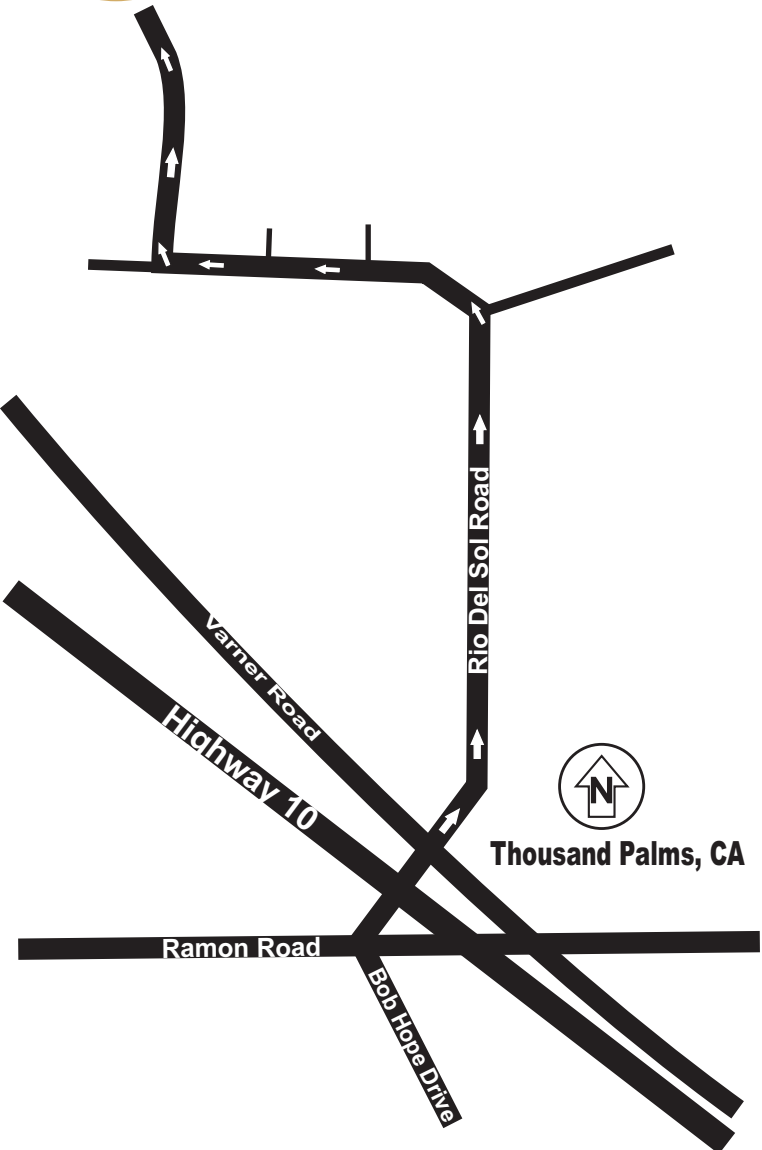 Rio Del Sol Road
Varner Road
Highway 10
N
Thousand Palms, CA
Ramon Road
Bob Hope Drive